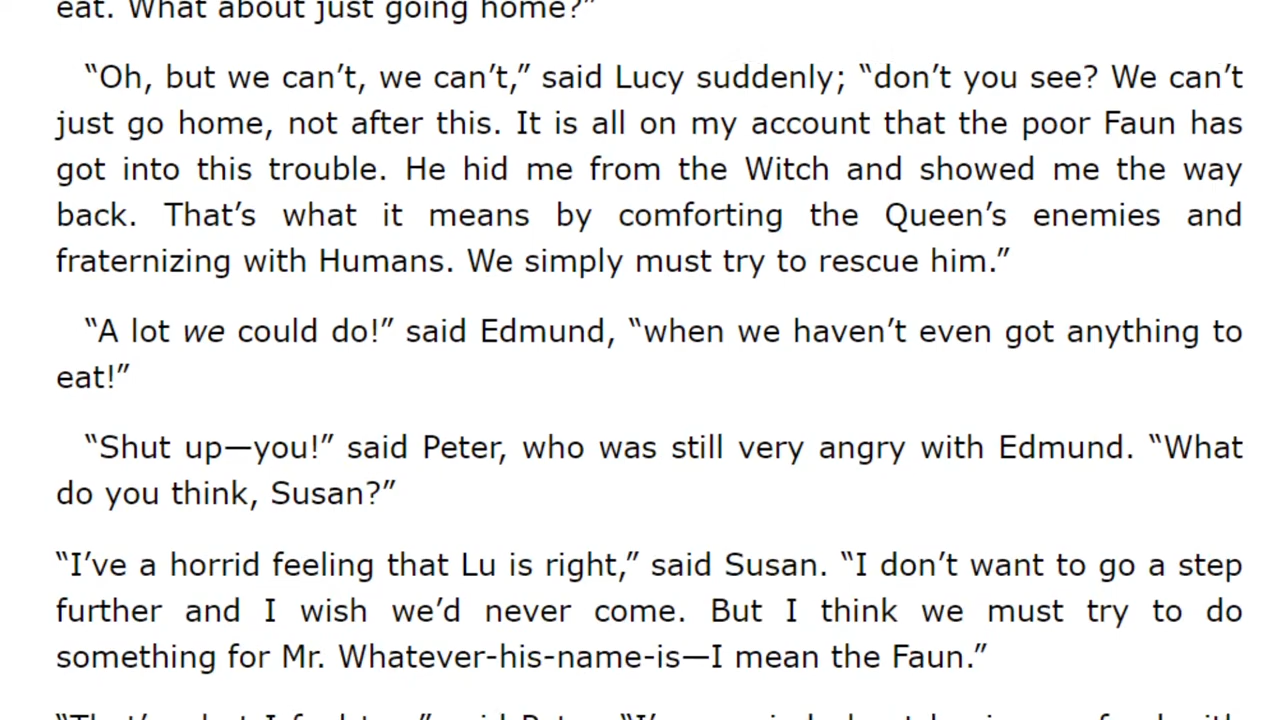 eat. What about just going home?”
“Oh, but we can’t, we can’t,” said Lucy suddenly; “don’t you see? We can’t
just go home, not after this. It is all on my account that the poor Faun has
got into this trouble. He hid me from the Witch and showed me the way
back. That’s what it means by comforting the Queen’s enemies and
fraternizing with Humans. We simply must try to rescue him.”
“A lot we could do!” said Edmund, “when we haven’t even got anything to
eat!”
“Shut up—you!” said Peter, who was still very angry with Edmund. “What
do you think, Susan?”
“I’ve a horrid feeling that Lu is right,” said Susan. “I don’t want to go a step
further and I wish we’d never come. But I think we must try to do
something for Mr. Whatever-his-name-is—I mean the Faun.”